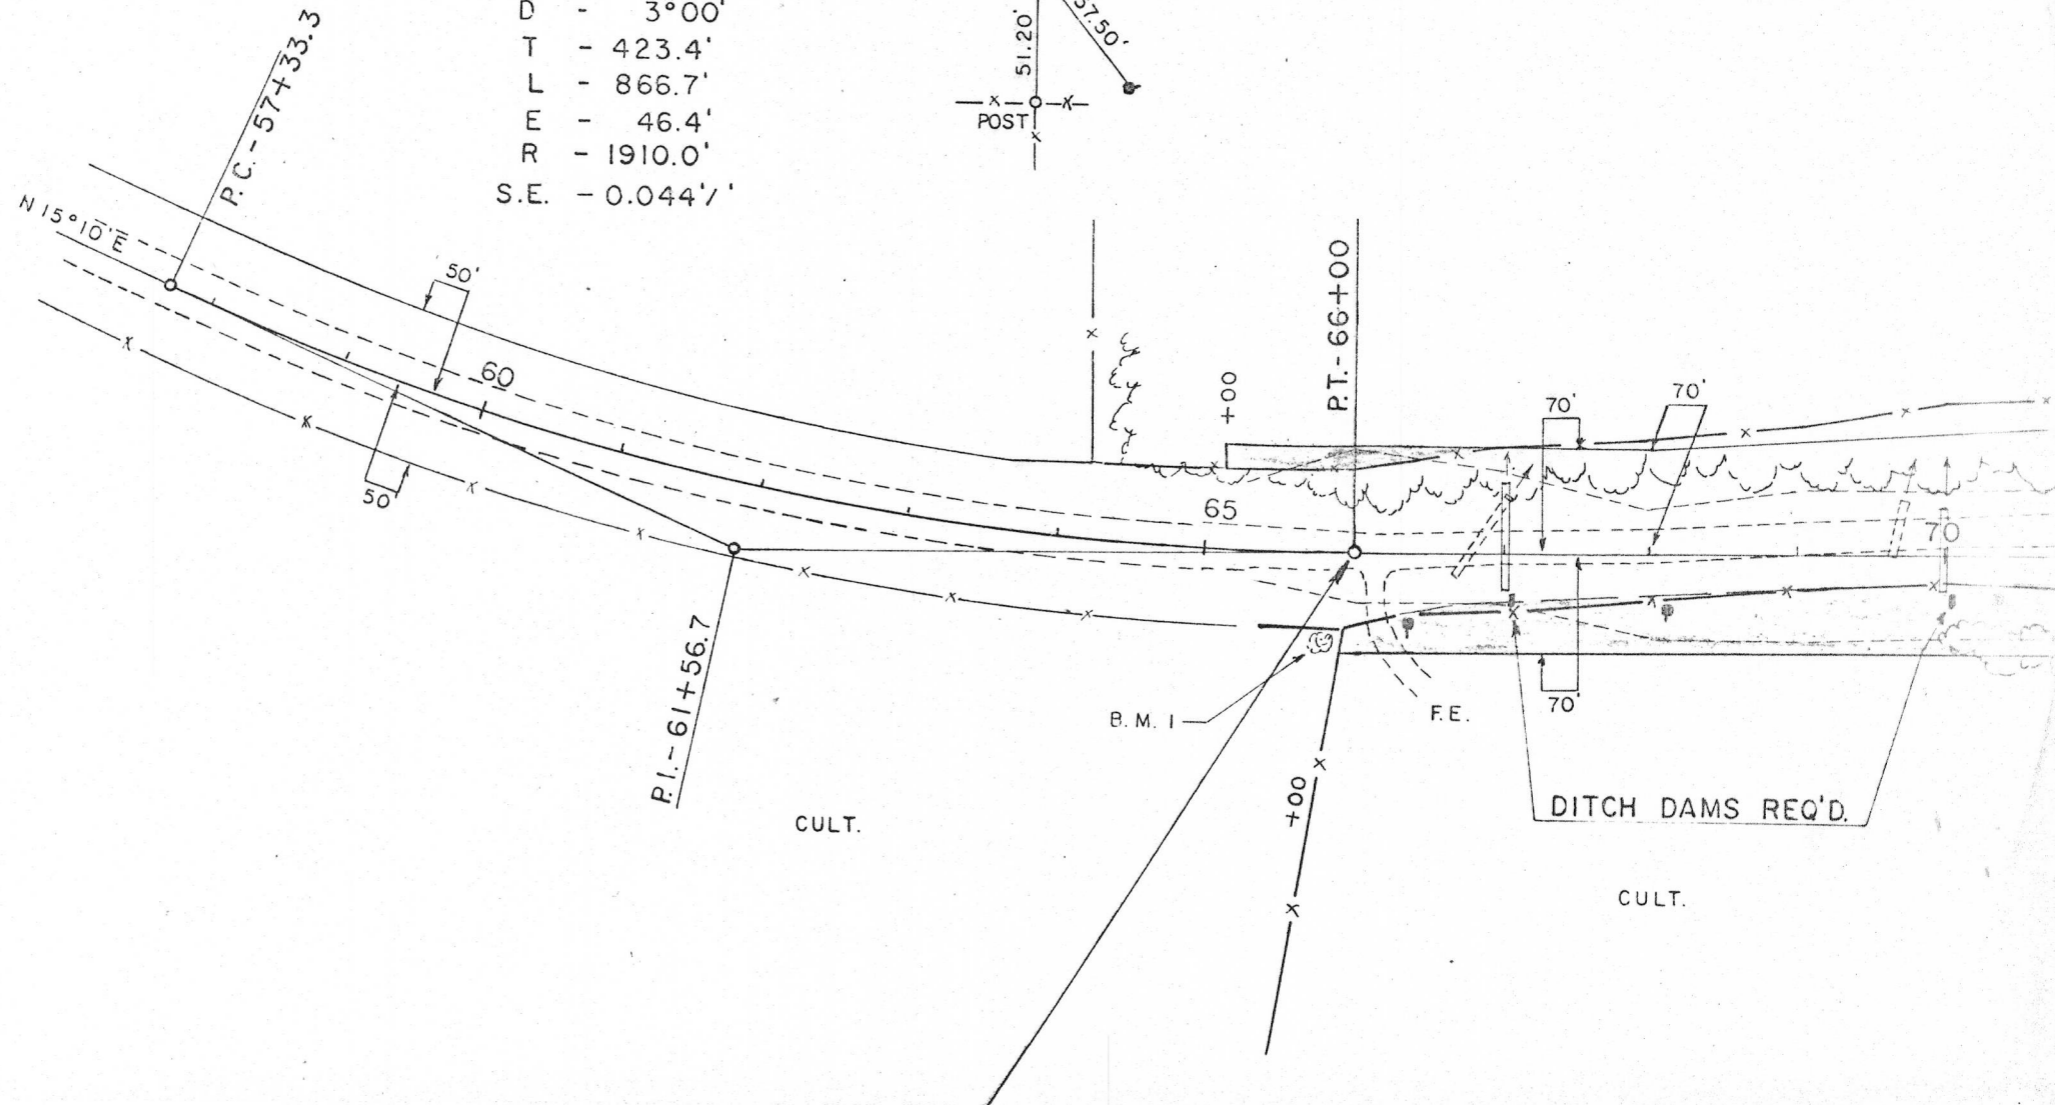 D - 3°00'
T - 423.4'
L - 866.7'
E - 46.4'
R - 1910.0'
S.E. - 0.044'/'
51.20'
57.50'
POST
P.C. - 57+33.3
N 15°10' E
50'
60
50'
+00
P.T. - 66+00
70'
70'
65
70
P.I. - 61+56.7
B.M. 1
F.E.
70'
+00
DITCH DAMS REQ'D.
CULT.
CULT.